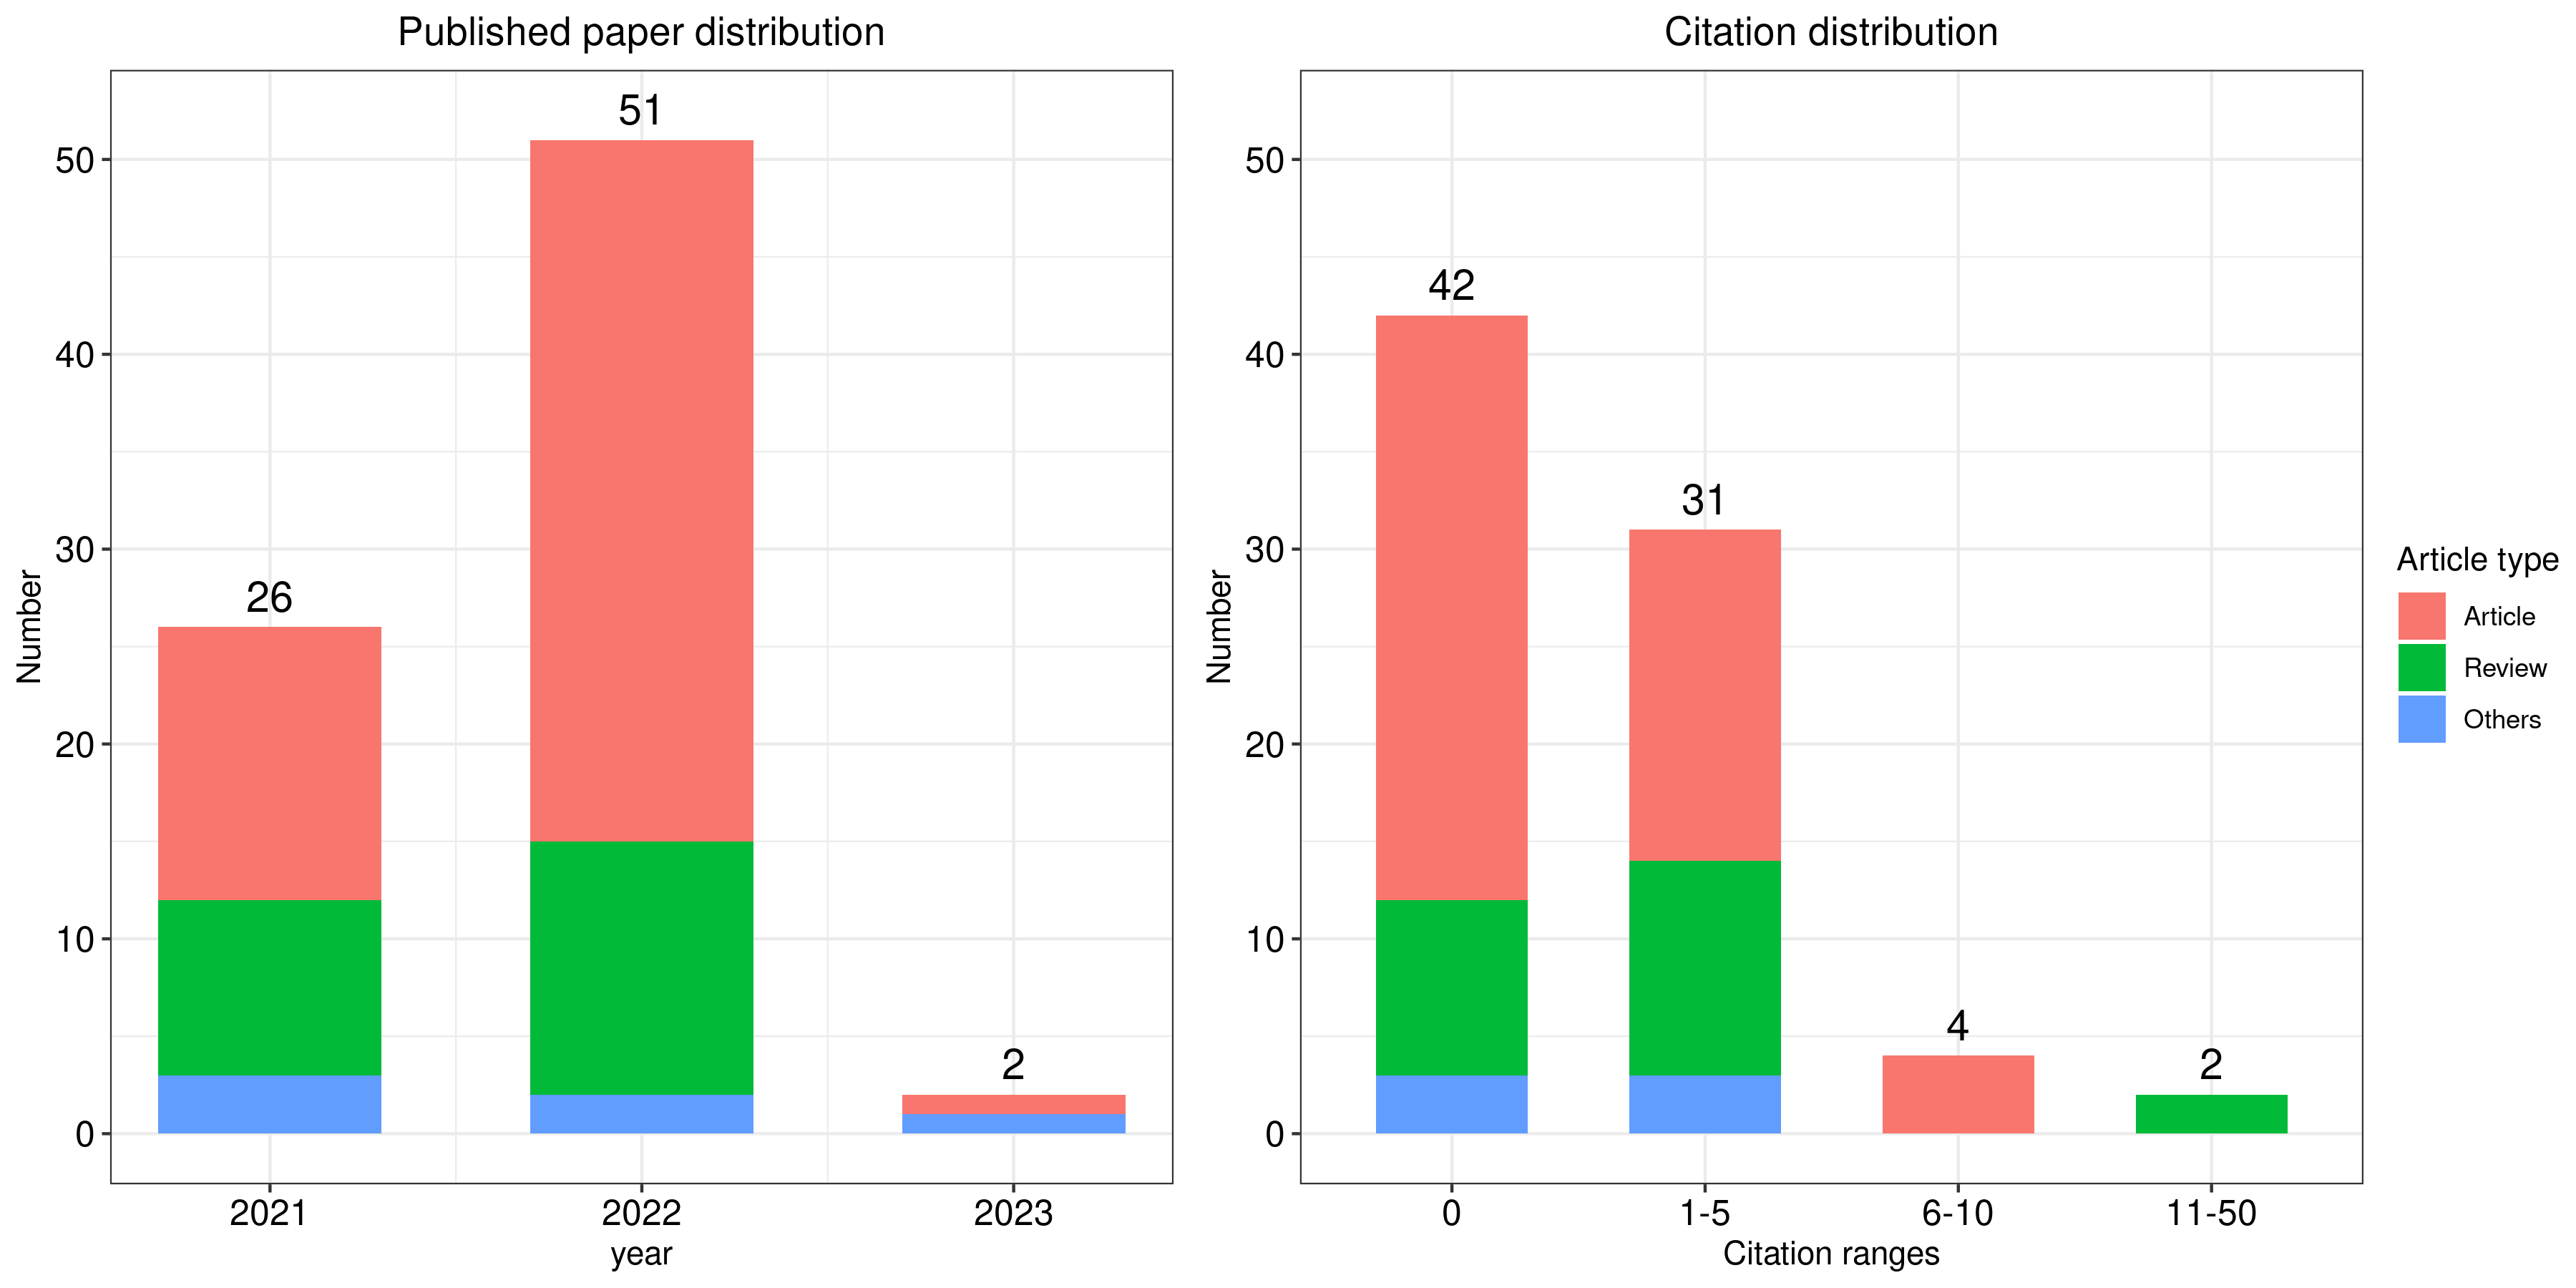 Published paper distribution
Number
50
40
30
20
10
0
26
51
2
2021
2022
2023
year
Citation distribution
Number
50
40
30
20
10
0
42
31
4
2
0
1-5
6-10
11-50
Citation ranges
Article type
Article
Review
Others